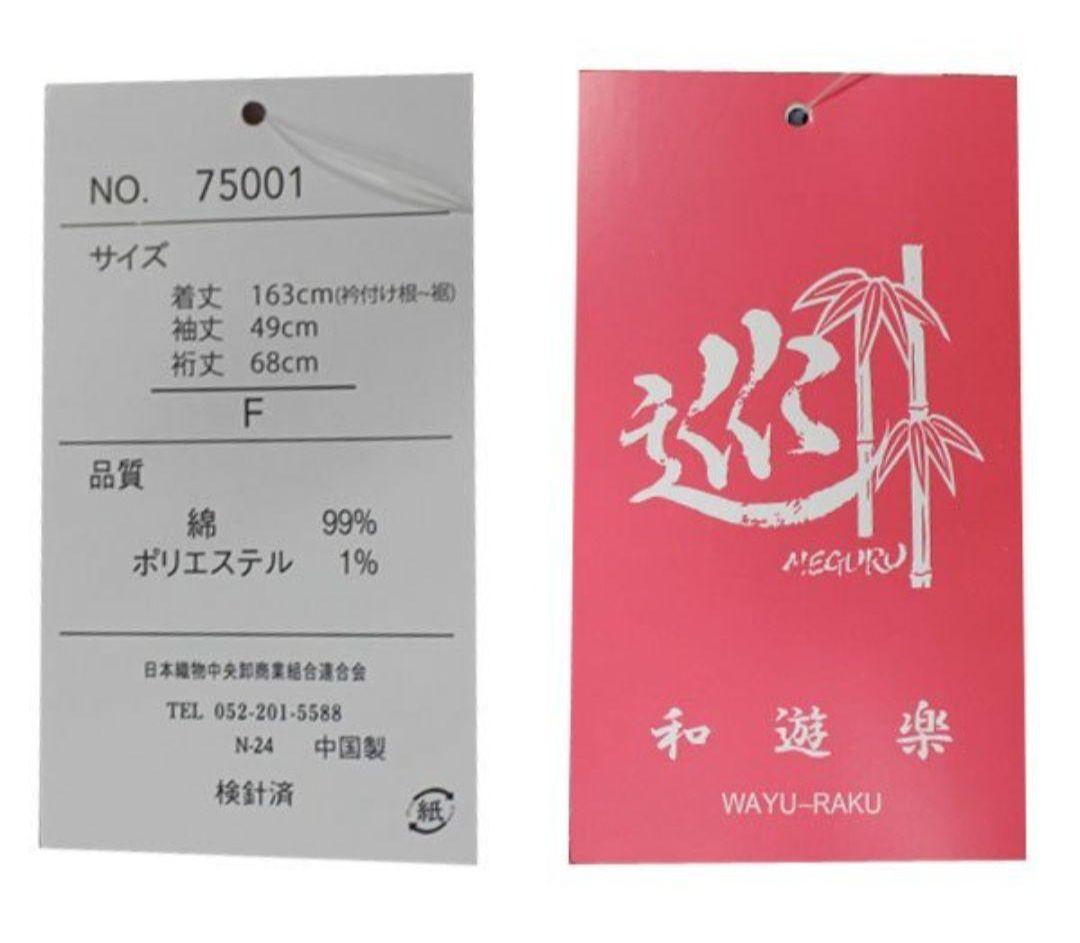 NO. 75001
サイズ
着丈 163cm(衿付け根~裾)
袖丈 49cm
裄丈 68cm
F
品質
綿 99%
ポリエステル 1%
日本織物中央卸商業組合連合会
TEL 052-201-5588
N-24 中国製
検針済
紙
巡
MEGURU
和遊楽
WAYU-RAKU